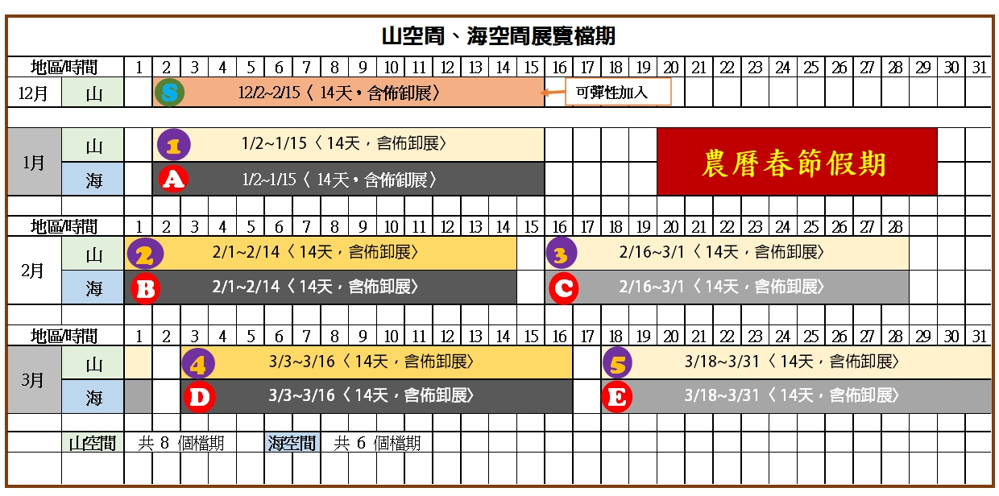 山空間、海空間展覽檔期
地區/時間 1 2 3 4 5 6 7 8 9 10 11 12 13 14 15 16 17 18 19 20 21 22 23 24 25 26 27 28 29 30 31
12月 山 S 12/2~2/15〈 14天，含佈卸展〉 可彈性加入
1月 山 1 1/2~1/15〈 14天，含佈卸展〉
海 A 1/2~1/15〈 14天，含佈卸展〉
農曆春節假期
地區/時間 1 2 3 4 5 6 7 8 9 10 11 12 13 14 15 16 17 18 19 20 21 22 23 24 25 26 27 28
2月 山 2 2/1~2/14〈 14天，含佈卸展〉 3 2/16~3/1〈 14天，含佈卸展〉
海 B 2/1~2/14〈 14天，含佈卸展〉 C 2/16~3/1〈 14天，含佈卸展〉
地區/時間 1 2 3 4 5 6 7 8 9 10 11 12 13 14 15 16 17 18 19 20 21 22 23 24 25 26 27 28 29 30 31
3月 山 4 3/3~3/16〈 14天，含佈卸展〉 5 3/18~3/31〈 14天，含佈卸展〉
海 D 3/3~3/16〈 14天，含佈卸展〉 E 3/18~3/31〈 14天，含佈卸展〉
山空間 共 8 個檔期 海空間 共 6 個檔期